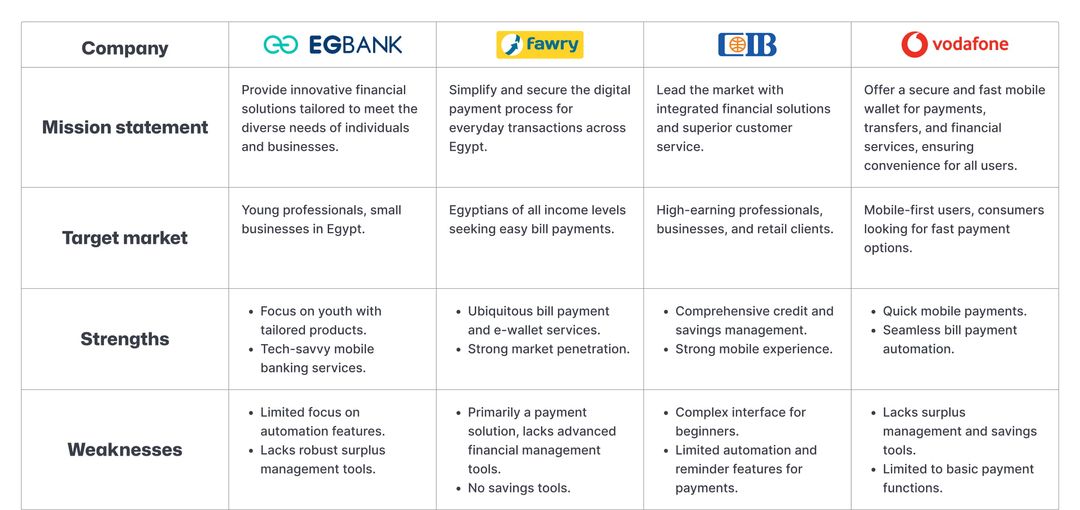 Company
EGBANK
fawry
CIB
vodafone
Mission statement
Provide innovative financial
solutions tailored to meet the
diverse needs of individuals
and businesses.
Simplify and secure the digital
payment process for
everyday transactions across
Egypt.
Lead the market with
integrated financial solutions
and superior customer
service.
Offer a secure and fast mobile
wallet for payments,
transfers, and financial
services, ensuring
convenience for all users.
Target market
Young professionals, small
businesses in Egypt.
Egyptians of all income levels
seeking easy bill payments.
High-earning professionals,
businesses, and retail clients.
Mobile-first users, consumers
looking for fast payment
options.
Strengths
• Focus on youth with
tailored products.
• Tech-savvy mobile
banking services.
• Ubiquitous bill payment
and e-wallet services.
• Strong market penetration.
• Comprehensive credit and
savings management.
• Strong mobile experience.
• Quick mobile payments.
• Seamless bill payment
automation.
Weaknesses
• Limited focus on
automation features.
• Lacks robust surplus
management tools.
• Primarily a payment
solution, lacks advanced
financial management
tools.
• No savings tools.
• Complex interface for
beginners.
• Limited automation and
reminder features for
payments.
• Lacks surplus
management and savings
tools.
• Limited to basic payment
functions.